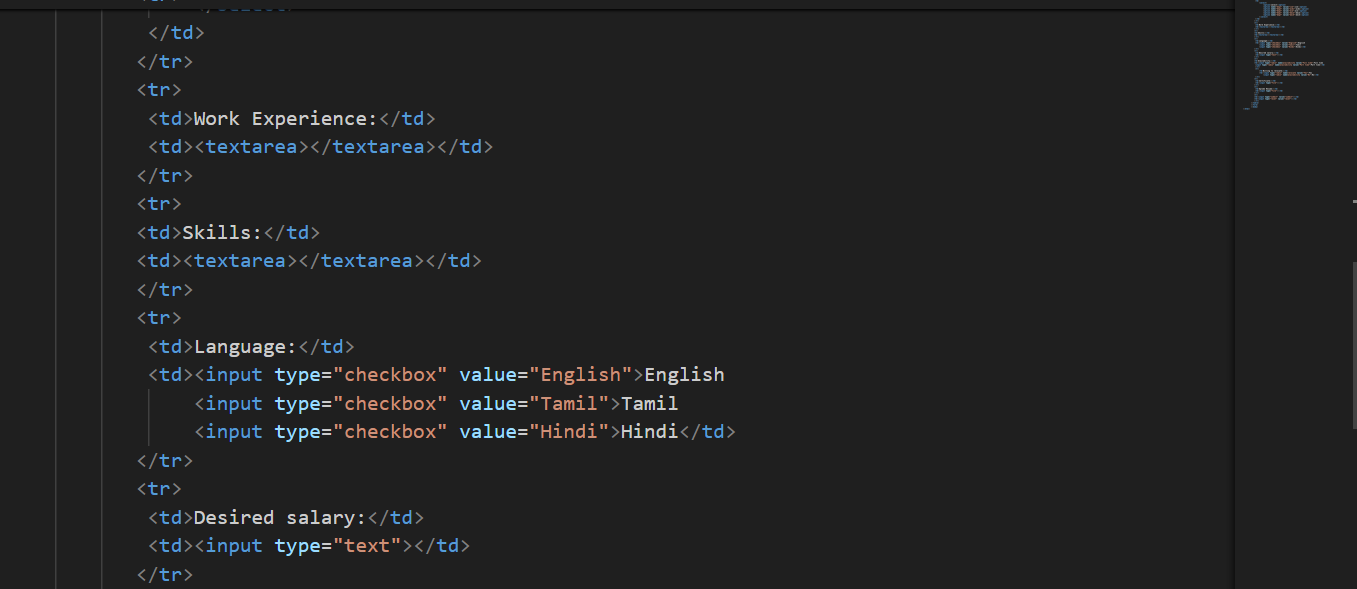 </td>
</tr>
<tr>
<td>Work Experience:</td>
<td><textarea></textarea></td>
</tr>
<tr>
<td>Skills:</td>
<td><textarea></textarea></td>
</tr>
<tr>
<td>Language:</td>
<td><input type="checkbox" value="English">English
<input type="checkbox" value="Tamil">Tamil
<input type="checkbox" value="Hindi">Hindi</td>
</tr>
<tr>
<td>Desired salary:</td>
<td><input type="text"></td>
</tr>